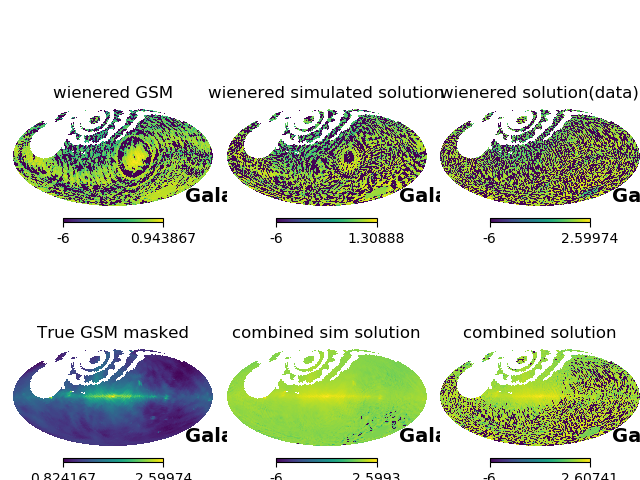 wienered GSM
wienered simulated solution
wienered solution(data)
Gala
Gala
Ga
-6 0.943867
-6 1.30888
-6 2.59974
True GSM masked
combined sim solution
combined solution
Gala
Gala
Ga
0.824167 2.59974
-6 2.5993
-6 2.60741